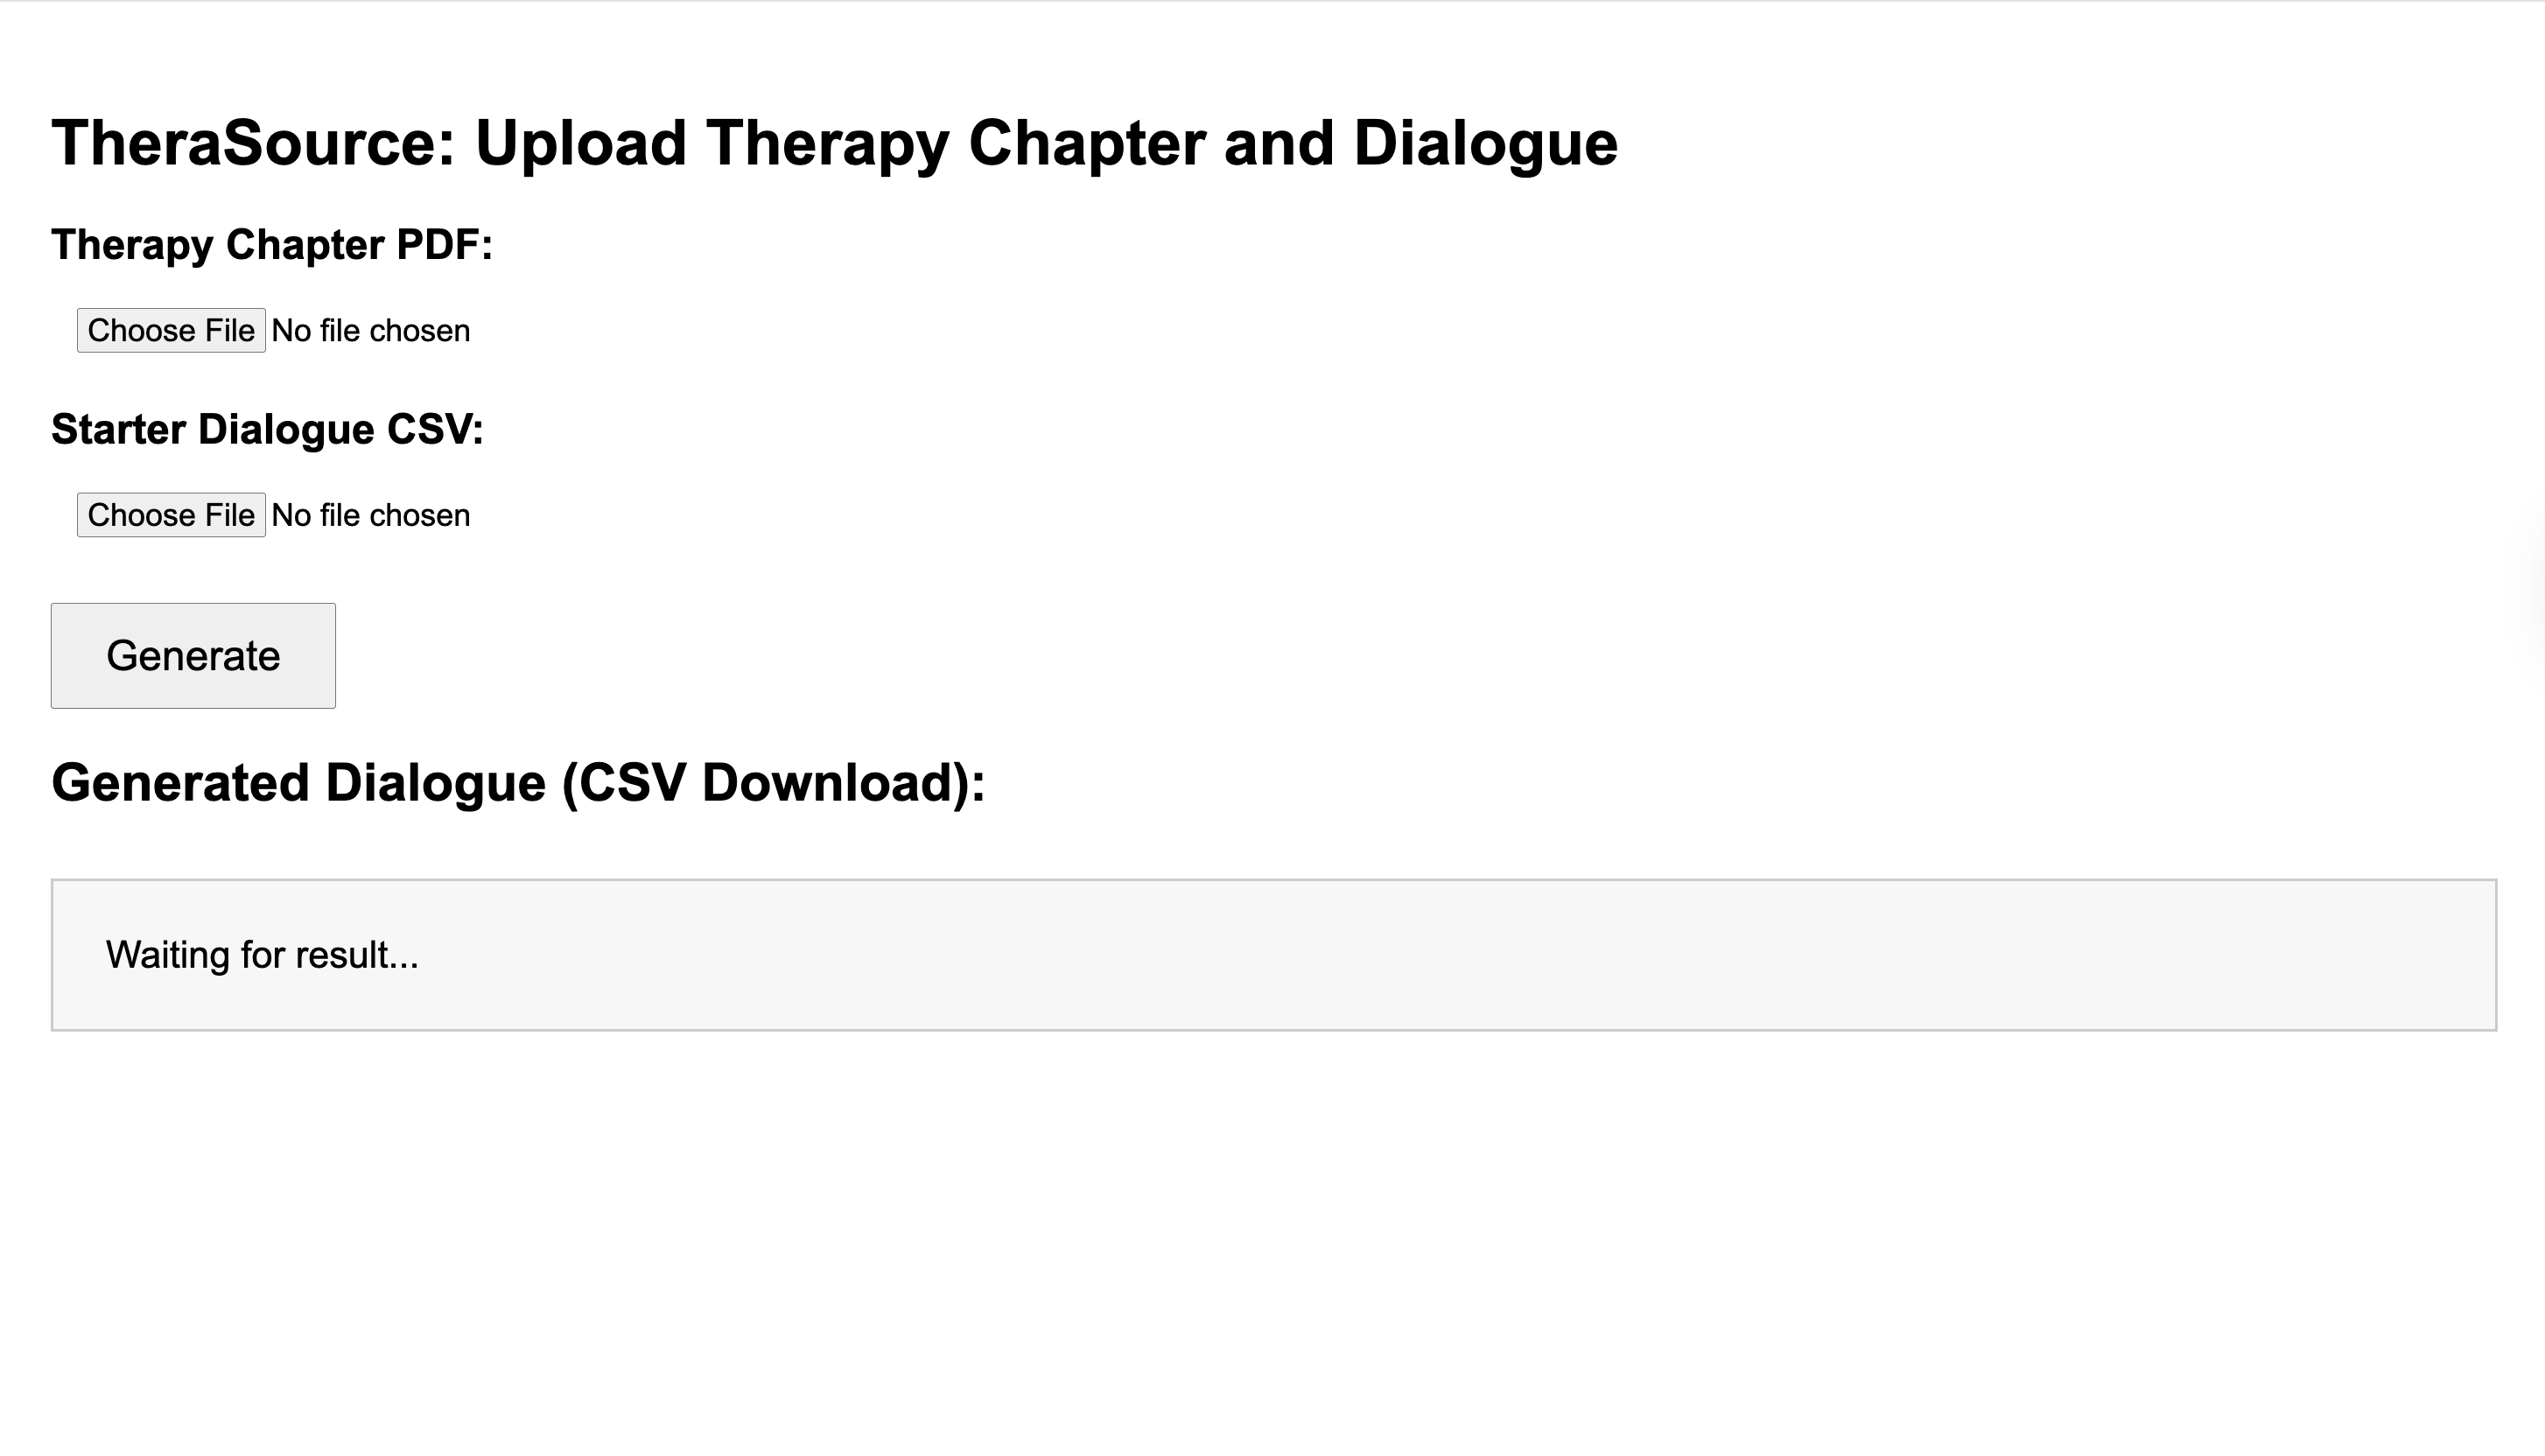 TheraSource: Upload Therapy Chapter and Dialogue
Therapy Chapter PDF:
Choose File No file chosen
Starter Dialogue CSV:
Choose File No file chosen
Generate
Generated Dialogue (CSV Download):
Waiting for result...